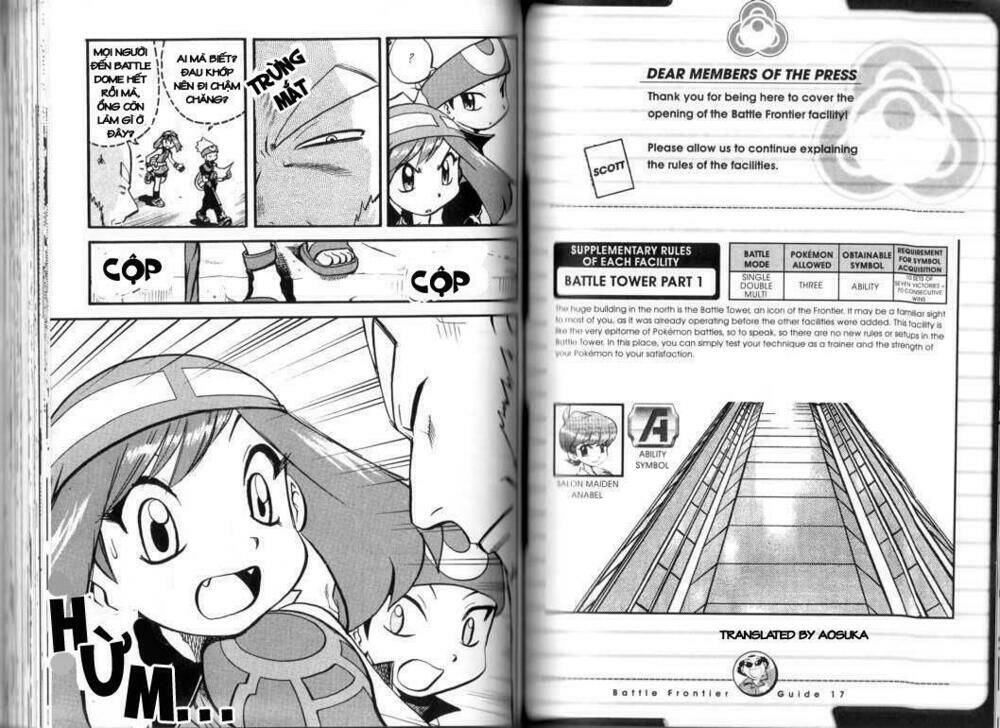 MỌI NGƯỜI
ĐẾN BATTLE
DOME HẾT
RỒI MÀ,
ỔNG CÒN
LÀM GÌ Ở
ĐÂY?
AI MÀ BIẾT?
ĐAU KHỚP
NÊN ĐI CHẬM
CHĂNG?
TRỪNG
MẮT
?
CỘP
CỘP
HỪM...
DEAR MEMBERS OF THE PRESS
Thank you for being here to cover the
opening of the Battle Frontier facility!
Please allow us to continue explaining
the rules of the facilities.
SCOTT
SUPPLEMENTARY RULES
OF EACH FACILITY
BATTLE TOWER PART 1
BATTLE
MODE
POKÉMON
ALLOWED
OBTAINABLE
SYMBOL
REQUIREMENT
FOR SYMBOL
ACQUISITION
SINGLE
DOUBLE
MULTI
THREE
ABILITY
10 SETS OF
SEVEN VICTORIES =
70 CONSECUTIVE
WINS
The huge building in the north is the Battle Tower, an icon of the Frontier. It may be a familiar sight
to most of you, as it was already operating before the other facilities were added. This facility is
like the very epitome of Pokémon battles, so to speak, so there are no new rules or setups in the
Battle Tower. In this place, you can simply test your technique as a trainer and the strength of
your Pokémon to your satisfaction.
ABILITY
SYMBOL
SALON MAIDEN
ANABEL
TRANSLATED BY AOSUKA
Battle Frontier Guide 17